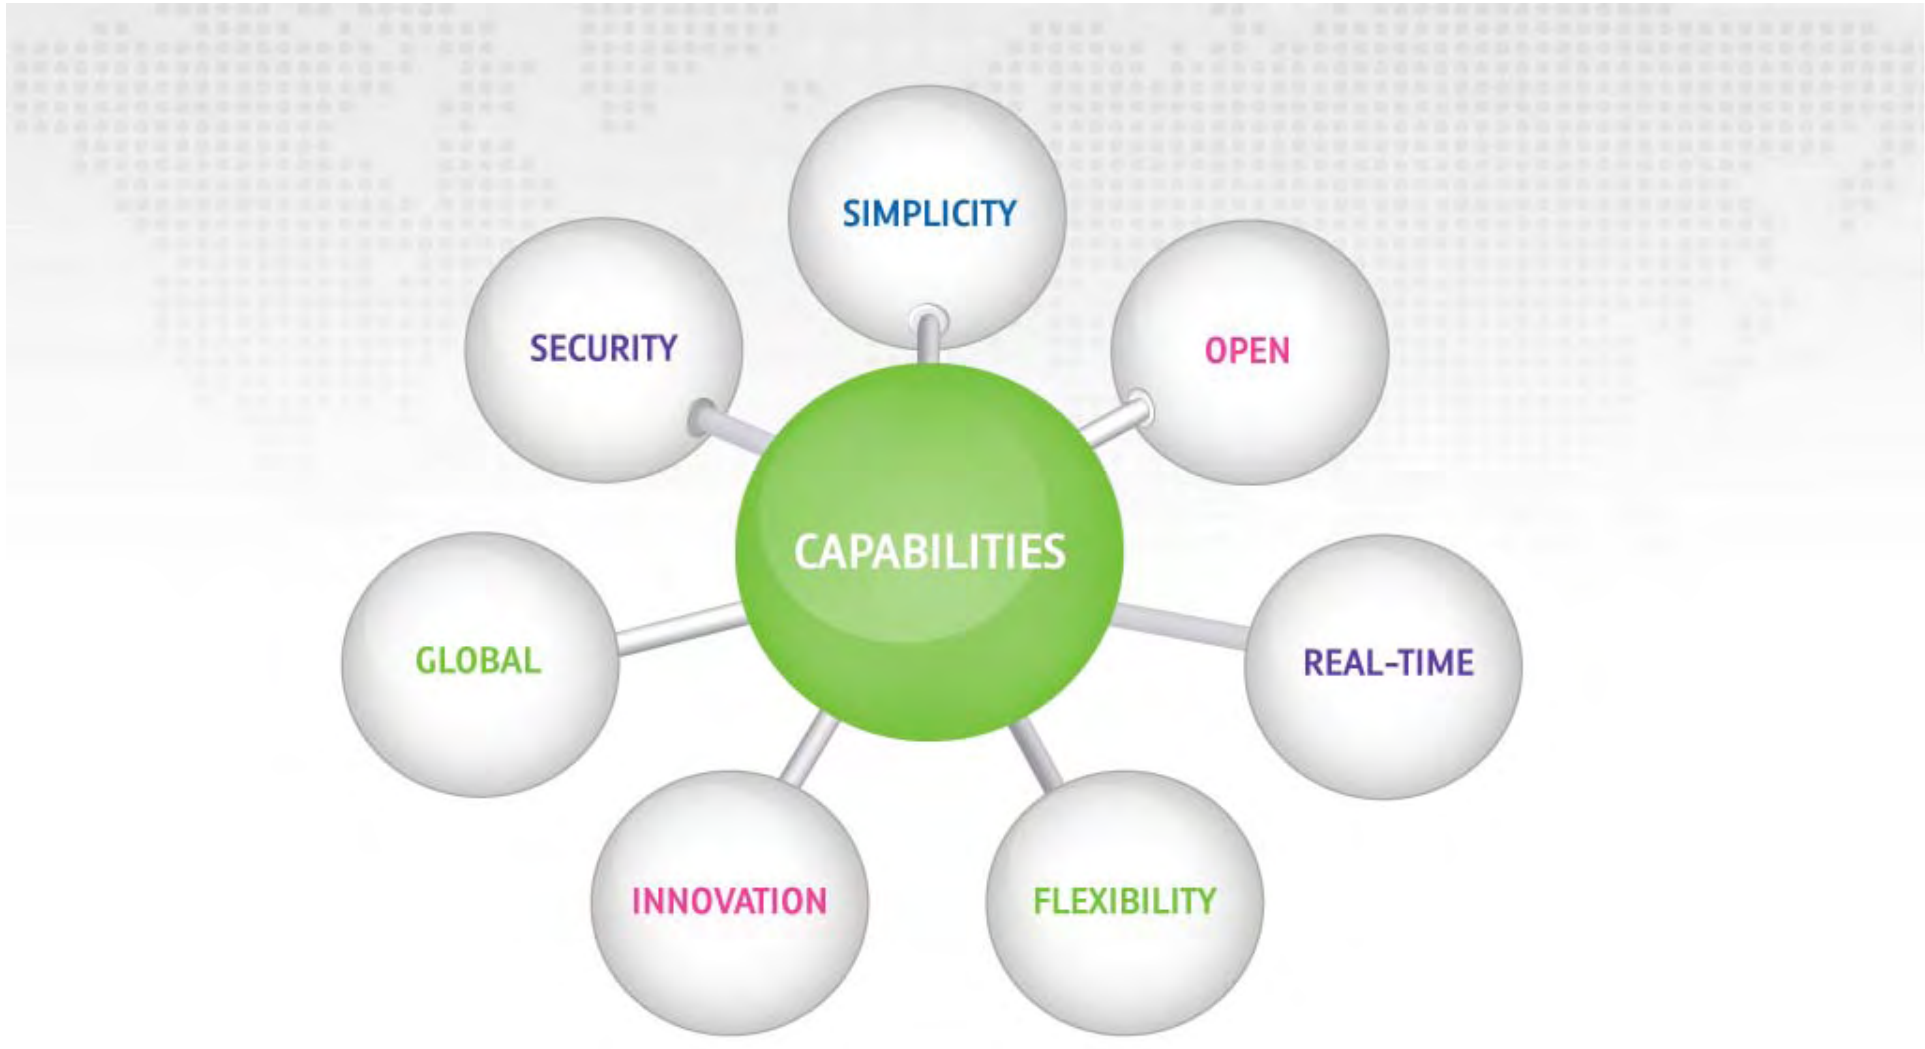 SIMPLICITY
SECURITY
OPEN
CAPABILITIES
GLOBAL
REAL-TIME
INNOVATION
FLEXIBILITY